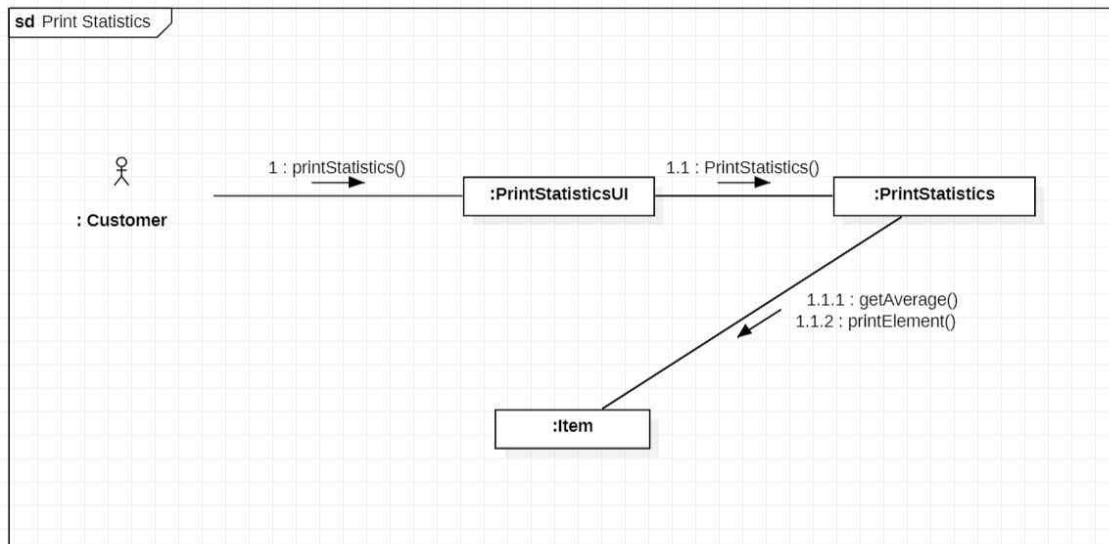 sd Print Statistics
1 : printStatistics()
1.1 : PrintStatistics()
:PrintStatisticsUI
:PrintStatistics
: Customer
1.1.1 : getAverage()
1.1.2 : printElement()
:Item